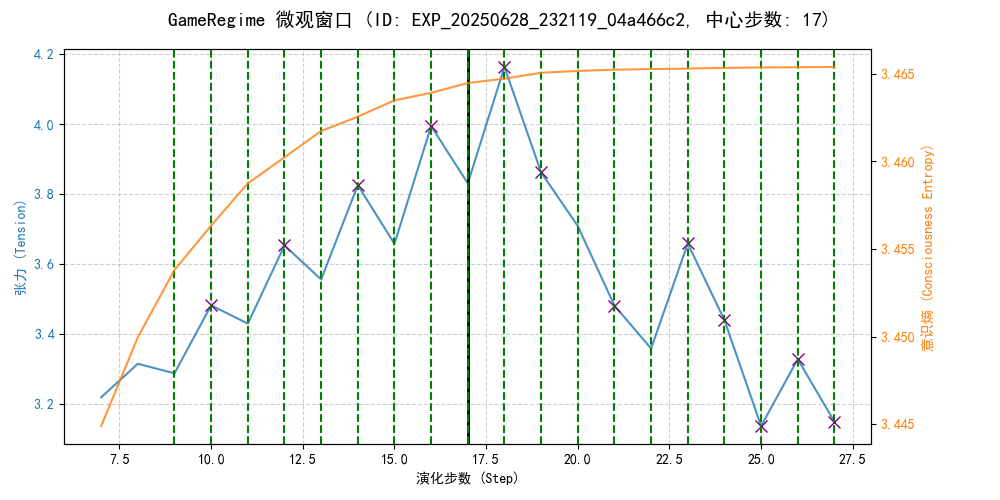 GameRegime 微观窗口 (ID: EXP_20250628_232119_04a466c2, 中心步数: 17)
张力 (Tension)
4.2
4.0
3.8
3.6
3.4
3.2
3.465
3.460
3.455
3.450
3.445
意识熵 (Consciousness Entropy)
7.5 10.0 12.5 15.0 17.5 20.0 22.5 25.0 27.5
演化步数 (Step)